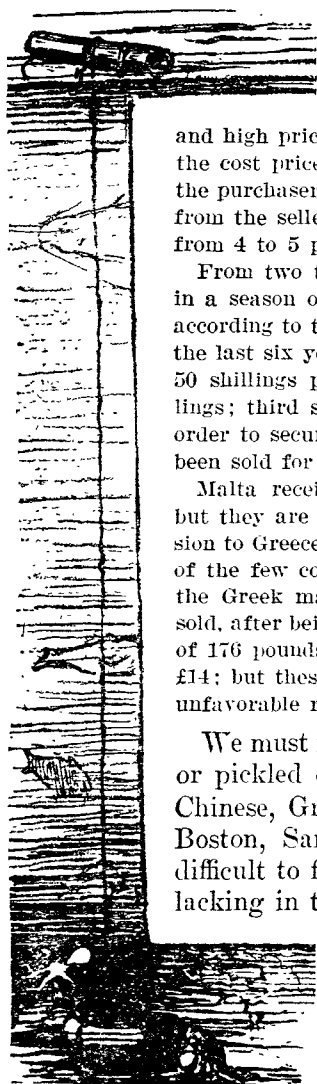 and high pric
the cost price
the purchaser
from the selle
from 4 to 5 p
From two t
in a season o
according to t
the last six ye
50 shillings p
lings; third s
order to secur
been sold for
Malta recei
but they are
sion to Greece
of the few co
the Greek ma
sold, after bei
of 176 pounds
£14; but thes
unfavorable r
We must
or pickled
Chinese, Gr
Boston, Sar
difficult to f
lacking in t